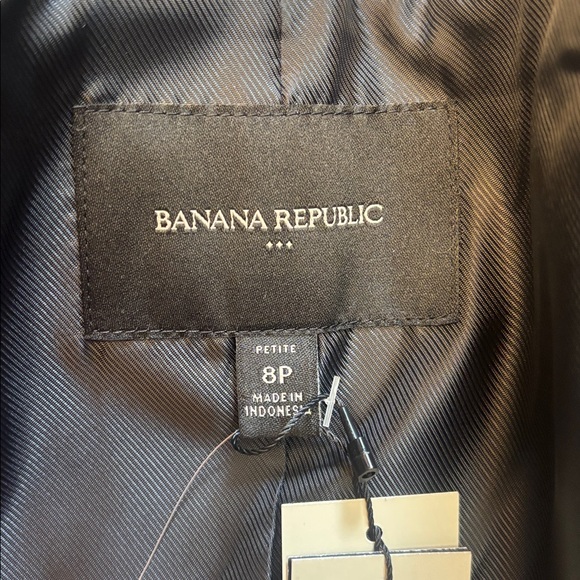 BANANA REPUBLIC
PETITE
8P
MADE IN
INDONESIA